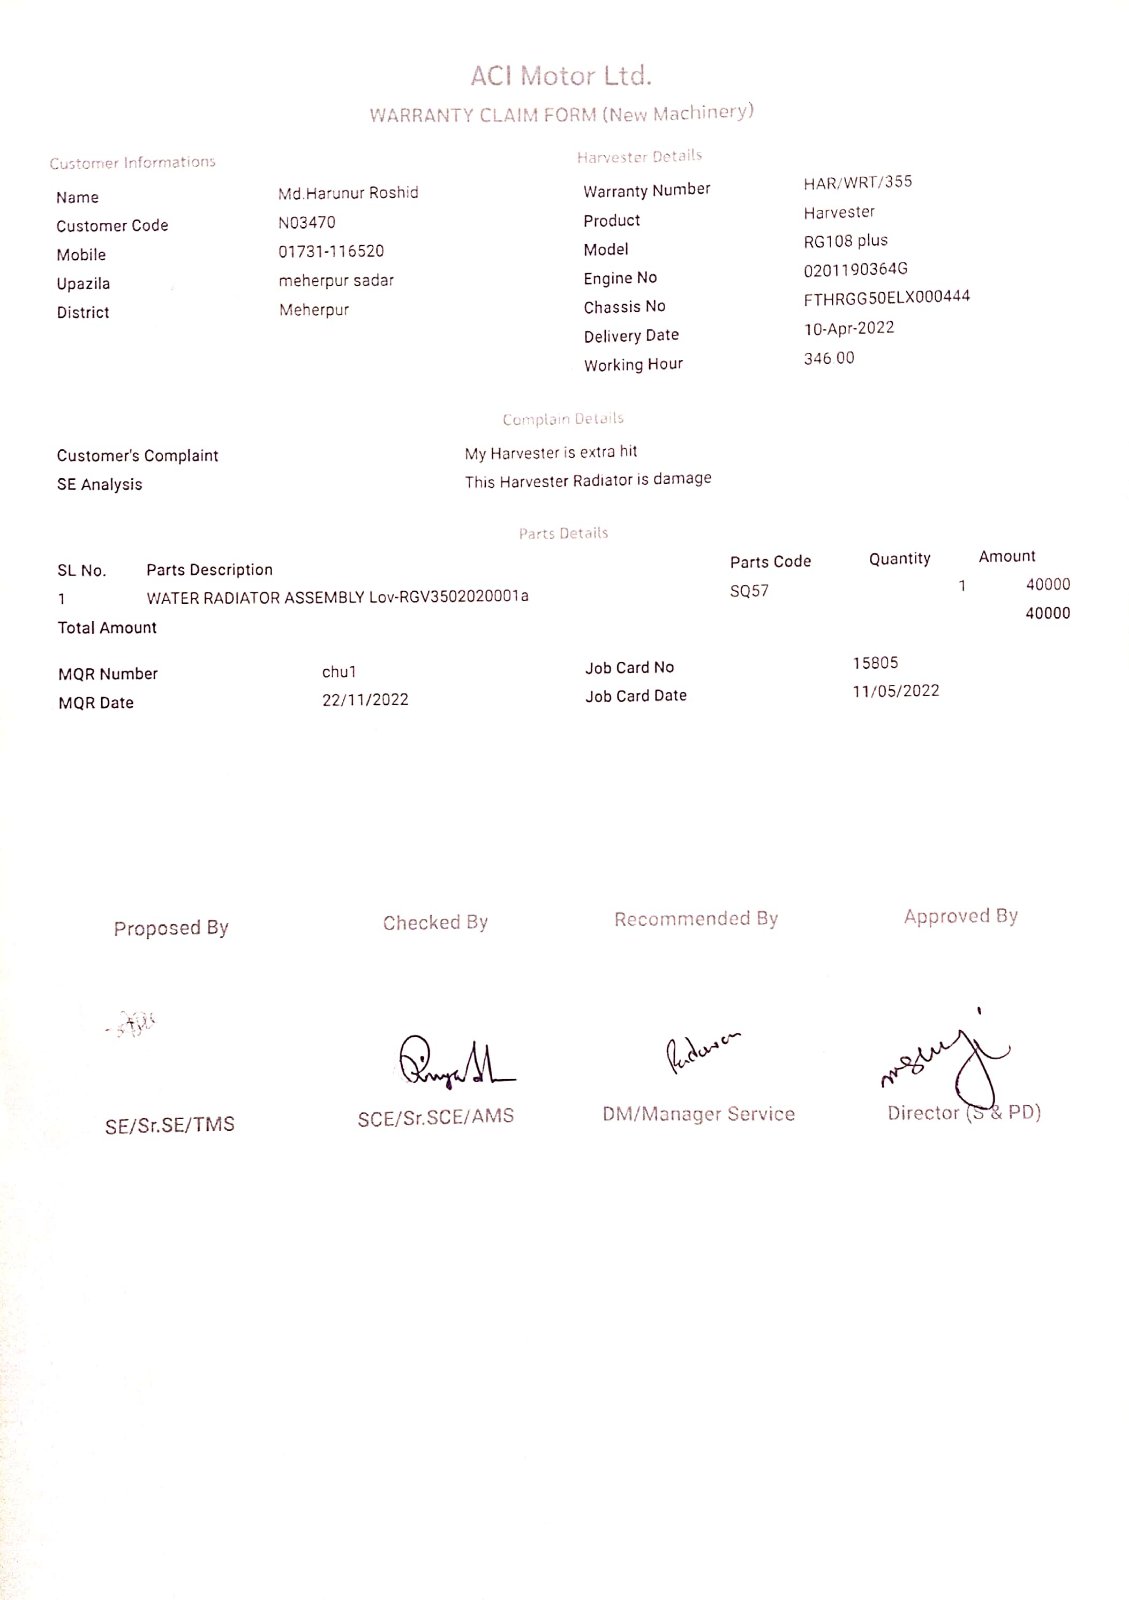 ACI Motor Ltd.
WARRANTY CLAIM FORM (New Machinery)
Customer Informations
Name Md.Harunur Roshid
Customer Code N03470
Mobile 01731-116520
Upazila meherpur sadar
District Meherpur
Harvester Details
Warranty Number HAR/WRT/355
Product Harvester
Model RG108 plus
Engine No 0201190364G
Chassis No FTHRGG50ELX000444
Delivery Date 10-Apr-2022
Working Hour 346.00
Complain Details
Customer's Complaint My Harvester is extra hit
SE Analysis This Harvester Radiator is damage
Parts Details
SL No. Parts Description Parts Code Quantity Amount
1 WATER RADIATOR ASSEMBLY Lov-RGV3502020001a SQ57 1 40000
Total Amount 40000
MQR Number chu1 Job Card No 15805
MQR Date 22/11/2022 Job Card Date 11/05/2022
Proposed By Checked By Recommended By Approved By
SE/Sr.SE/TMS SCE/Sr.SCE/AMS DM/Manager Service Director (S & PD)